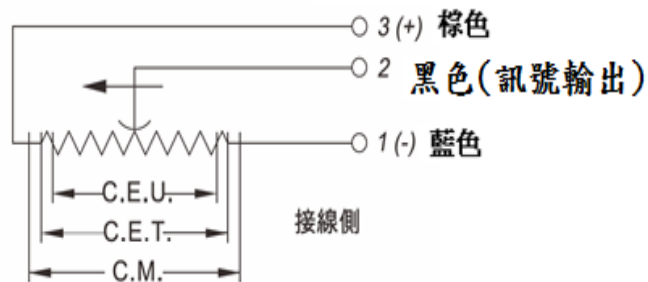 3 (+) 棕色
2 黑色(訊號輸出)
1 (-) 藍色
C.E.U.
C.E.T.
接線側
C.M.